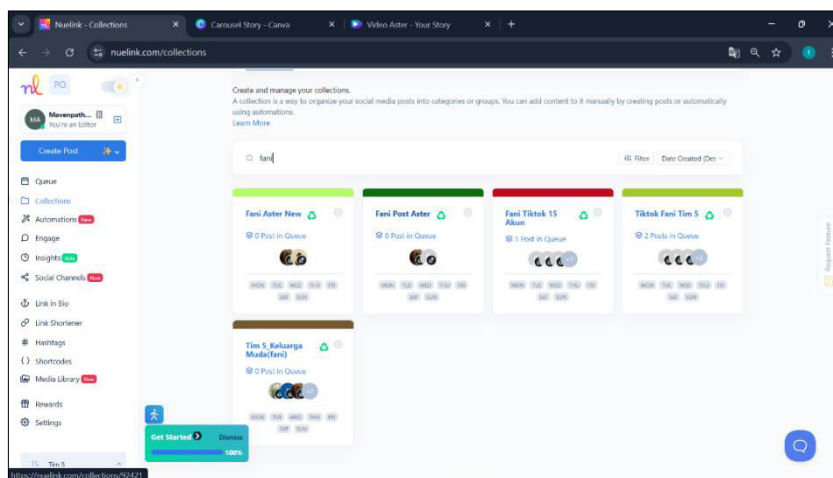 Nuelink - Collections
Carousel Story - Canva
Video Aster - Your Story
nuelink.com/collections
PO
MA
Mavenpath...
You're an Editor
Create Post
Queue
Collections
Automations New
Engage
Insights Beta
Social Channels New
Link in Bio
Link Shortener
Hashtags
Shortcodes
Media Library New
Rewards
Settings
TS Tim 5
https://nuelink.com/collections/92421
Create and manage your collections.
A collection is a way to organize your social media posts into categories or groups. You can add content to it manually by creating posts or automatically
using automations.
Learn More
fani
Filter
Date Created (Des
Fani Aster New
0 Post in Queue
MON TUE WED THU FRI
SAT SUN
Fani Post Aster
0 Post in Queue
MON TUE WED THU FRI
SAT SUN
Fani Tiktok 15
Akun
1 Post in Queue
MON TUE WED THU FRI
SAT SUN
Tiktok Fani Tim 5
2 Posts in Queue
MON TUE WED THU FRI
SAT SUN
Tim 5_Keluarga
Muda(fani)
0 Post in Queue
+7
MON TUE WED THU FRI
SAT SUN
Get Started
Dismiss
100%
Request Feature